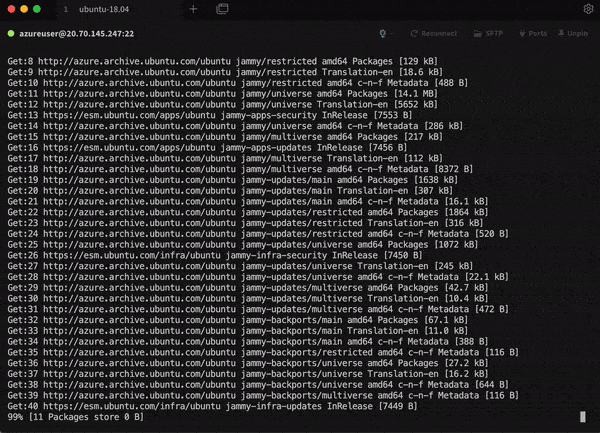 1 ubuntu-18.04
azureuser@20.70.145.247:22 Reconnect SFTP Ports Unpin
Get:8 http://azure.archive.ubuntu.com/ubuntu jammy/restricted amd64 Packages [129 kB]
Get:9 http://azure.archive.ubuntu.com/ubuntu jammy/restricted Translation-en [18.6 kB]
Get:10 http://azure.archive.ubuntu.com/ubuntu jammy/restricted amd64 c-n-f Metadata [488 B]
Get:11 http://azure.archive.ubuntu.com/ubuntu jammy/universe amd64 Packages [14.1 MB]
Get:12 http://azure.archive.ubuntu.com/ubuntu jammy/universe Translation-en [5652 kB]
Get:13 https://esm.ubuntu.com/apps/ubuntu jammy-apps-security InRelease [7553 B]
Get:14 http://azure.archive.ubuntu.com/ubuntu jammy/universe amd64 c-n-f Metadata [286 kB]
Get:15 http://azure.archive.ubuntu.com/ubuntu jammy/multiverse amd64 Packages [217 kB]
Get:16 https://esm.ubuntu.com/apps/ubuntu jammy-apps-updates InRelease [7456 B]
Get:17 http://azure.archive.ubuntu.com/ubuntu jammy/multiverse Translation-en [112 kB]
Get:18 http://azure.archive.ubuntu.com/ubuntu jammy/multiverse amd64 c-n-f Metadata [8372 B]
Get:19 http://azure.archive.ubuntu.com/ubuntu jammy-updates/main amd64 Packages [1638 kB]
Get:20 http://azure.archive.ubuntu.com/ubuntu jammy-updates/main Translation-en [307 kB]
Get:21 http://azure.archive.ubuntu.com/ubuntu jammy-updates/main amd64 c-n-f Metadata [16.1 kB]
Get:22 http://azure.archive.ubuntu.com/ubuntu jammy-updates/restricted amd64 Packages [1864 kB]
Get:23 http://azure.archive.ubuntu.com/ubuntu jammy-updates/restricted Translation-en [316 kB]
Get:24 http://azure.archive.ubuntu.com/ubuntu jammy-updates/restricted amd64 c-n-f Metadata [520 B]
Get:25 http://azure.archive.ubuntu.com/ubuntu jammy-updates/universe amd64 Packages [1072 kB]
Get:26 https://esm.ubuntu.com/infra/ubuntu jammy-infra-security InRelease [7450 B]
Get:27 http://azure.archive.ubuntu.com/ubuntu jammy-updates/universe Translation-en [245 kB]
Get:28 http://azure.archive.ubuntu.com/ubuntu jammy-updates/universe amd64 c-n-f Metadata [22.1 kB]
Get:29 http://azure.archive.ubuntu.com/ubuntu jammy-updates/multiverse amd64 Packages [42.7 kB]
Get:30 http://azure.archive.ubuntu.com/ubuntu jammy-updates/multiverse Translation-en [10.4 kB]
Get:31 http://azure.archive.ubuntu.com/ubuntu jammy-updates/multiverse amd64 c-n-f Metadata [472 B]
Get:32 http://azure.archive.ubuntu.com/ubuntu jammy-backports/main amd64 Packages [67.1 kB]
Get:33 http://azure.archive.ubuntu.com/ubuntu jammy-backports/main Translation-en [11.0 kB]
Get:34 http://azure.archive.ubuntu.com/ubuntu jammy-backports/main amd64 c-n-f Metadata [388 B]
Get:35 http://azure.archive.ubuntu.com/ubuntu jammy-backports/restricted amd64 c-n-f Metadata [116 B]
Get:36 http://azure.archive.ubuntu.com/ubuntu jammy-backports/universe amd64 Packages [27.2 kB]
Get:37 http://azure.archive.ubuntu.com/ubuntu jammy-backports/universe Translation-en [16.2 kB]
Get:38 http://azure.archive.ubuntu.com/ubuntu jammy-backports/universe amd64 c-n-f Metadata [644 B]
Get:39 http://azure.archive.ubuntu.com/ubuntu jammy-backports/multiverse amd64 c-n-f Metadata [116 B]
Get:40 https://esm.ubuntu.com/infra/ubuntu jammy-infra-updates InRelease [7449 B]
99% [11 Packages store 0 B]